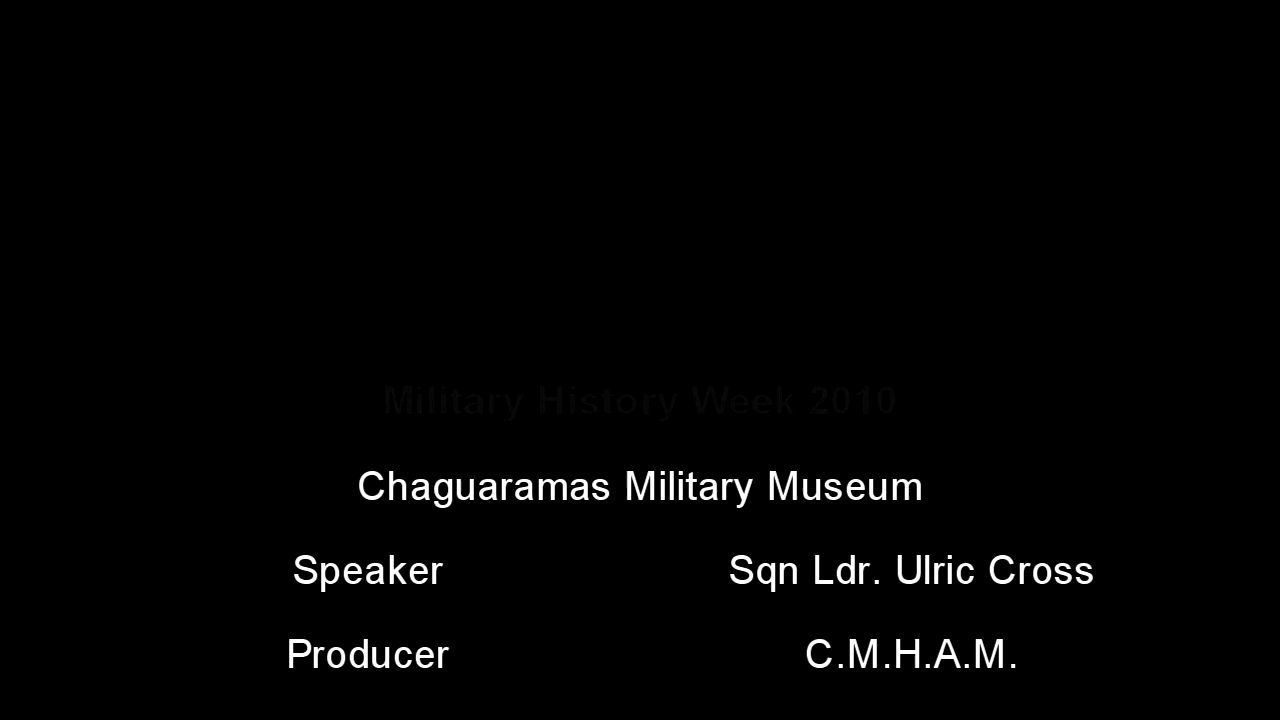 Military History Week 2010
Chaguaramas Military Museum
Speaker Sqn Ldr. Ulric Cross
Producer C.M.H.A.M.